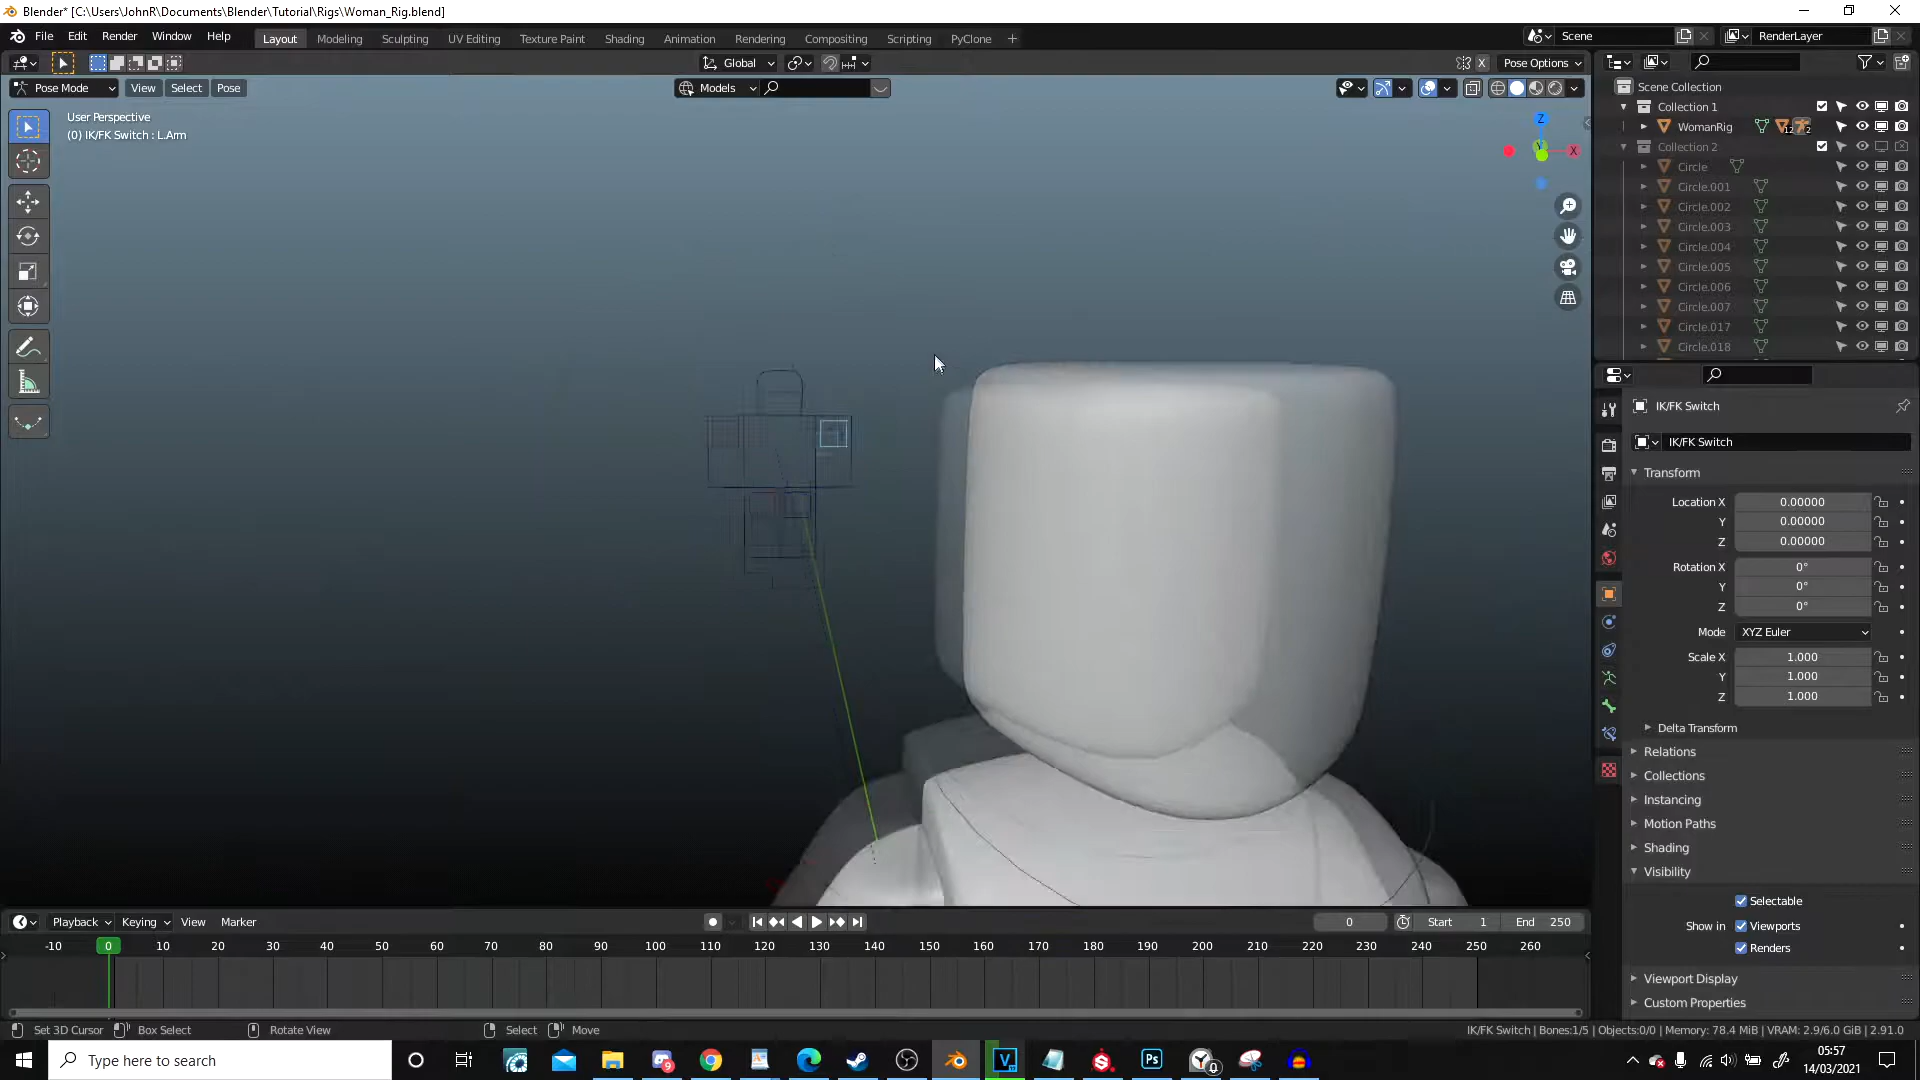 Blender* [C:\Users\JohnR\Documents\Blender\Tutorial\Rigs\Woman_Rig.blend]
File Edit Render Window Help Layout Modeling Sculpting UV Editing Texture Paint Shading Animation Rendering Compositing Scripting PyClone Scene RenderLayer
Global Pose Options
Pose Mode View Select Pose Models
User Perspective
(0) IK/FK Switch : L.Arm
Z
Y
X
Scene Collection
Collection 1
WomanRig 12 2
Collection 2
Circle
Circle.001
Circle.002
Circle.003
Circle.004
Circle.005
Circle.006
Circle.007
Circle.017
Circle.018
IK/FK Switch
IK/FK Switch
Transform
Location X 0.00000
Y 0.00000
Z 0.00000
Rotation X 0°
Y 0°
Z 0°
Mode XYZ Euler
Scale X 1.000
Y 1.000
Z 1.000
Delta Transform
Relations
Collections
Instancing
Motion Paths
Shading
Visibility
Selectable
Show in Viewports
Renders
Viewport Display
Custom Properties
Playback Keying View Marker 0 Start 1 End 250
-10 0 10 20 30 40 50 60 70 80 90 100 110 120 130 140 150 160 170 180 190 200 210 220 230 240 250 260
Set 3D Cursor Box Select Rotate View Select Move IK/FK Switch | Bones:1/5 | Objects:0/0 | Memory: 78.4 MiB | VRAM: 2.9/6.0 GiB | 2.91.0
Type here to search
9
V
S
Ps
0
05:57
14/03/2021